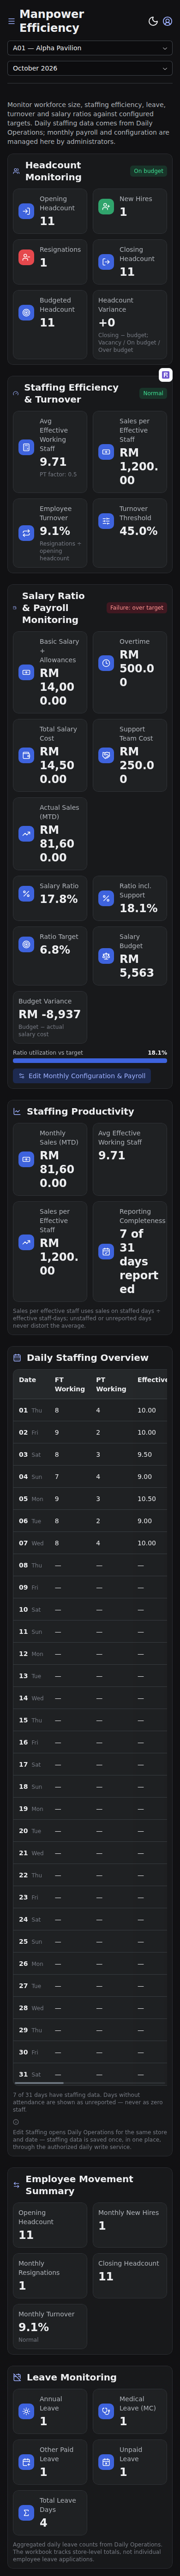 Manpower
Efficiency
A01 — Alpha Pavilion
October 2026
Monitor workforce size, staffing efficiency, leave,
turnover and salary ratios against configured
targets. Daily staffing data comes from Daily
Operations; monthly payroll and configuration are
managed here by administrators.
Headcount
Monitoring
On budget
Opening
Headcount
11
New Hires
1
Resignations
1
Closing
Headcount
11
Budgeted
Headcount
11
Headcount
Variance
+0
Closing − budget;
Vacancy / On budget /
Over budget
Staffing Efficiency
& Turnover
Normal
Avg
Effective
Working
Staff
9.71
PT factor: 0.5
Sales per
Effective
Staff
RM
1,200.
00
Employee
Turnover
9.1%
Resignations ÷
opening
headcount
Turnover
Threshold
45.0%
Salary Ratio
& Payroll
Monitoring
Failure: over target
Basic Salary
+
Allowances
RM
14,00
0.00
Overtime
RM
500.0
0
Total Salary
Cost
RM
14,50
0.00
Support
Team Cost
RM
250.0
0
Actual Sales
(MTD)
RM
81,60
0.00
Salary Ratio
17.8%
Ratio incl.
Support
18.1%
Ratio Target
6.8%
Salary
Budget
RM
5,563
Budget Variance
RM -8,937
Budget − actual
salary cost
Ratio utilization vs target
18.1%
Edit Monthly Configuration & Payroll
Staffing Productivity
Monthly
Sales (MTD)
RM
81,60
0.00
Avg Effective
Working Staff
9.71
Sales per
Effective
Staff
RM
1,200.
00
Reporting
Completeness
7 of
31
days
report
ed
Sales per effective staff uses sales on staffed days ÷
effective staff-days; unstaffed or unreported days
never distort the average.
Daily Staffing Overview
Date FT Working PT Working Effective
01 Thu 8 4 10.00
02 Fri 9 2 10.00
03 Sat 8 3 9.50
04 Sun 7 4 9.00
05 Mon 9 3 10.50
06 Tue 8 2 9.00
07 Wed 8 4 10.00
08 Thu — — —
09 Fri — — —
10 Sat — — —
11 Sun — — —
12 Mon — — —
13 Tue — — —
14 Wed — — —
15 Thu — — —
16 Fri — — —
17 Sat — — —
18 Sun — — —
19 Mon — — —
20 Tue — — —
21 Wed — — —
22 Thu — — —
23 Fri — — —
24 Sat — — —
25 Sun — — —
26 Mon — — —
27 Tue — — —
28 Wed — — —
29 Thu — — —
30 Fri — — —
31 Sat — — —
7 of 31 days have staffing data. Days without
attendance are shown as unreported — never as zero
staff.
Edit Staffing opens Daily Operations for the same store
and date — staffing data is saved once, in one place,
through the authorized daily write service.
Employee Movement
Summary
Opening
Headcount
11
Monthly New Hires
1
Monthly
Resignations
1
Closing Headcount
11
Monthly Turnover
9.1%
Normal
Leave Monitoring
Annual
Leave
1
Medical
Leave (MC)
1
Other Paid
Leave
1
Unpaid
Leave
1
Total Leave
Days
4
Aggregated daily leave counts from Daily Operations.
The workbook tracks store-level totals, not individual
employee leave applications.